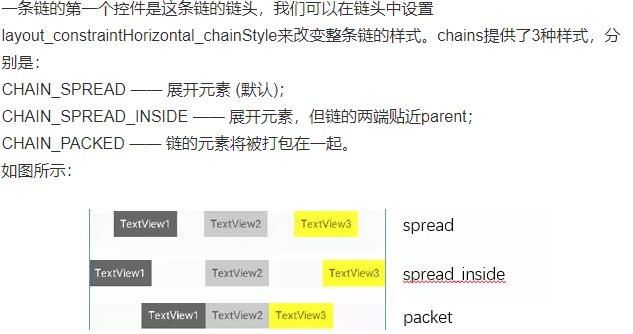 一条链的第一个控件是这条链的链头，我们可以在链头中设置
layout_constraintHorizontal_chainStyle来改变整条链的样式。chains提供了3种样式，分
别是：
CHAIN_SPREAD —— 展开元素 (默认)；
CHAIN_SPREAD_INSIDE —— 展开元素，但链的两端贴近parent；
CHAIN_PACKED —— 链的元素将被打包在一起。
如图所示：
TextView1 TextView2 TextView3 spread
TextView1 TextView2 TextView3 spread_inside
TextView1 TextView2 TextView3 packet